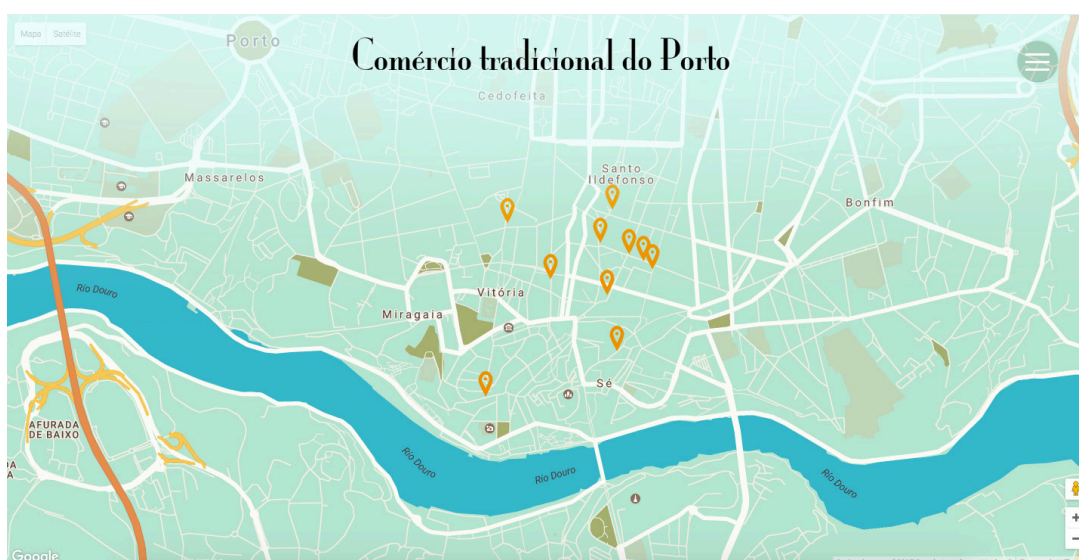 Mapa Satélite
Porto
Comércio tradicional do Porto
Cedofeita
Santo
Ildefonso
Massarelos
Bonfim
Rio Douro
Vitória
Miragaia
Sé
AFURADA
DE BAIXO
DA
A
Rio Douro
Rio Douro
Rio Douro
Google